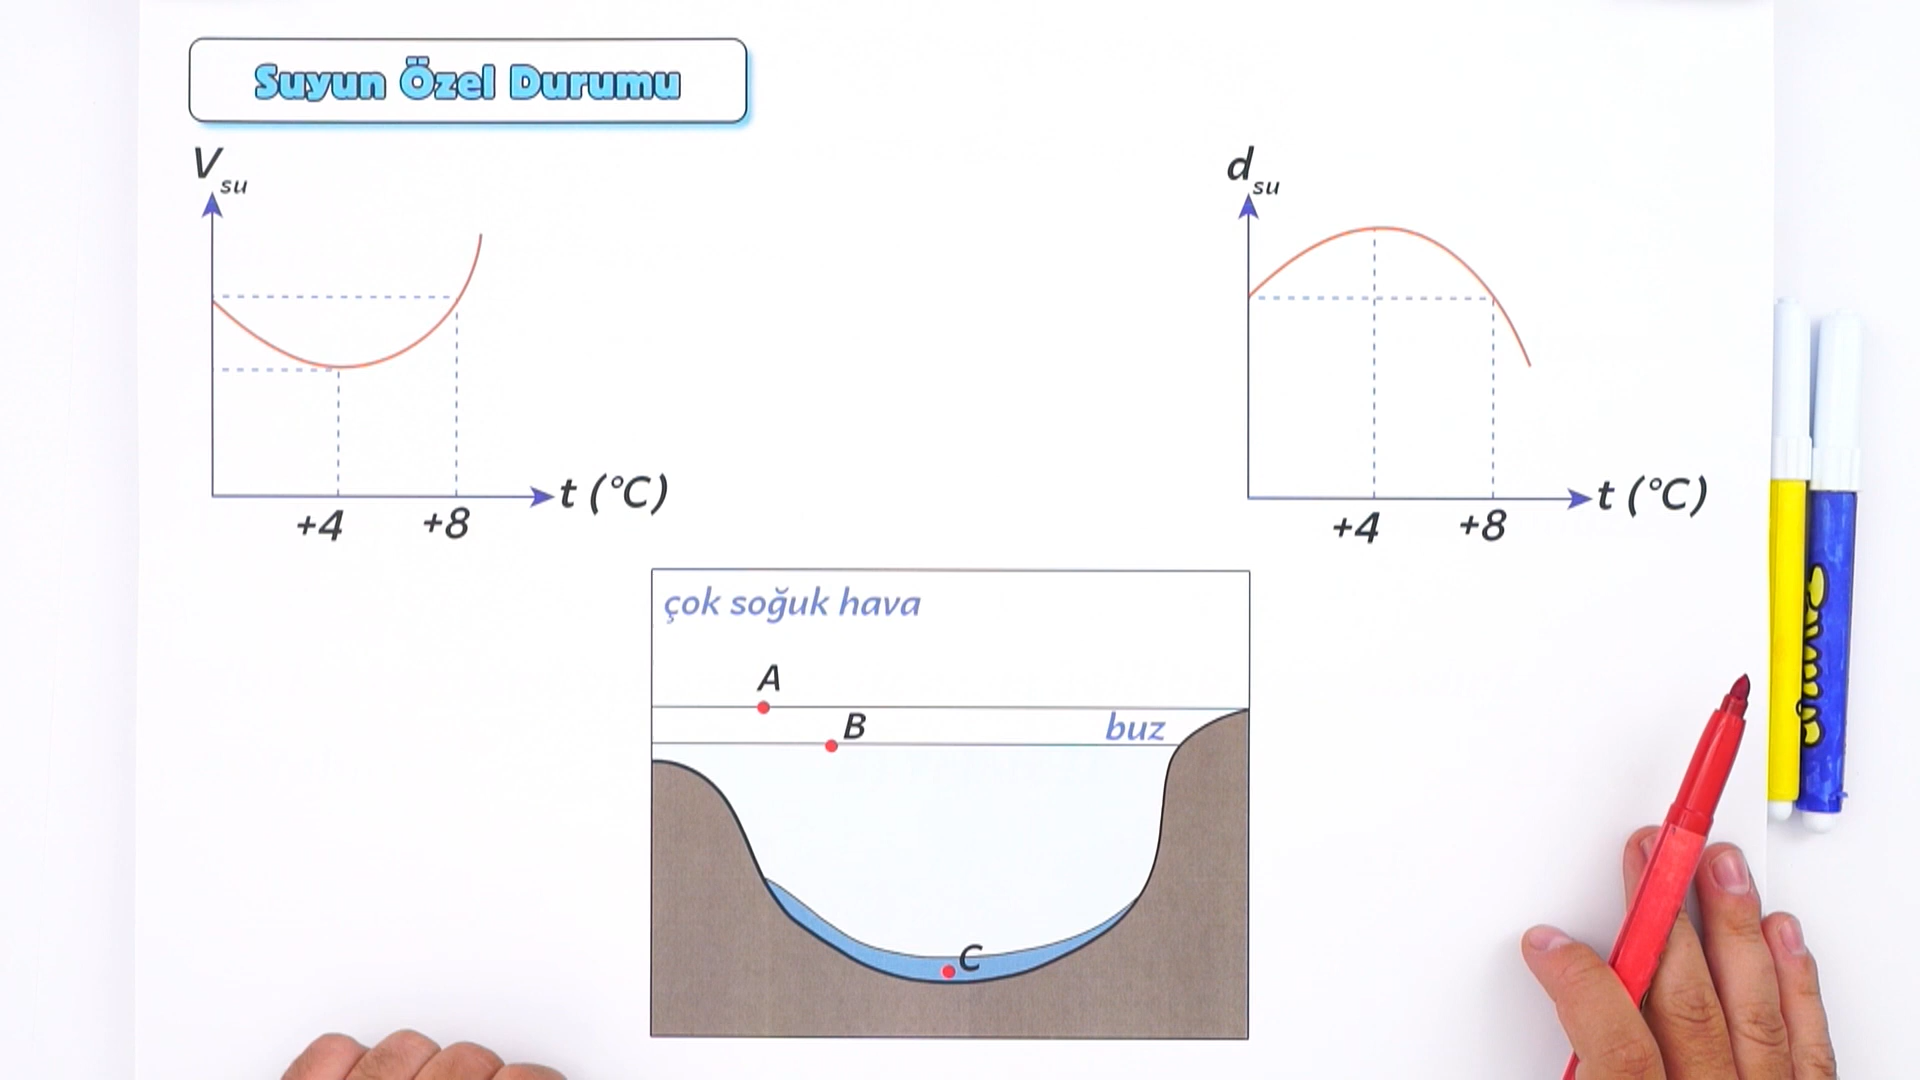 Suyun Özel Durumu
V su
t (°C)
+4
+8
d su
t (°C)
+4
+8
çok soğuk hava
A
B
buz
C